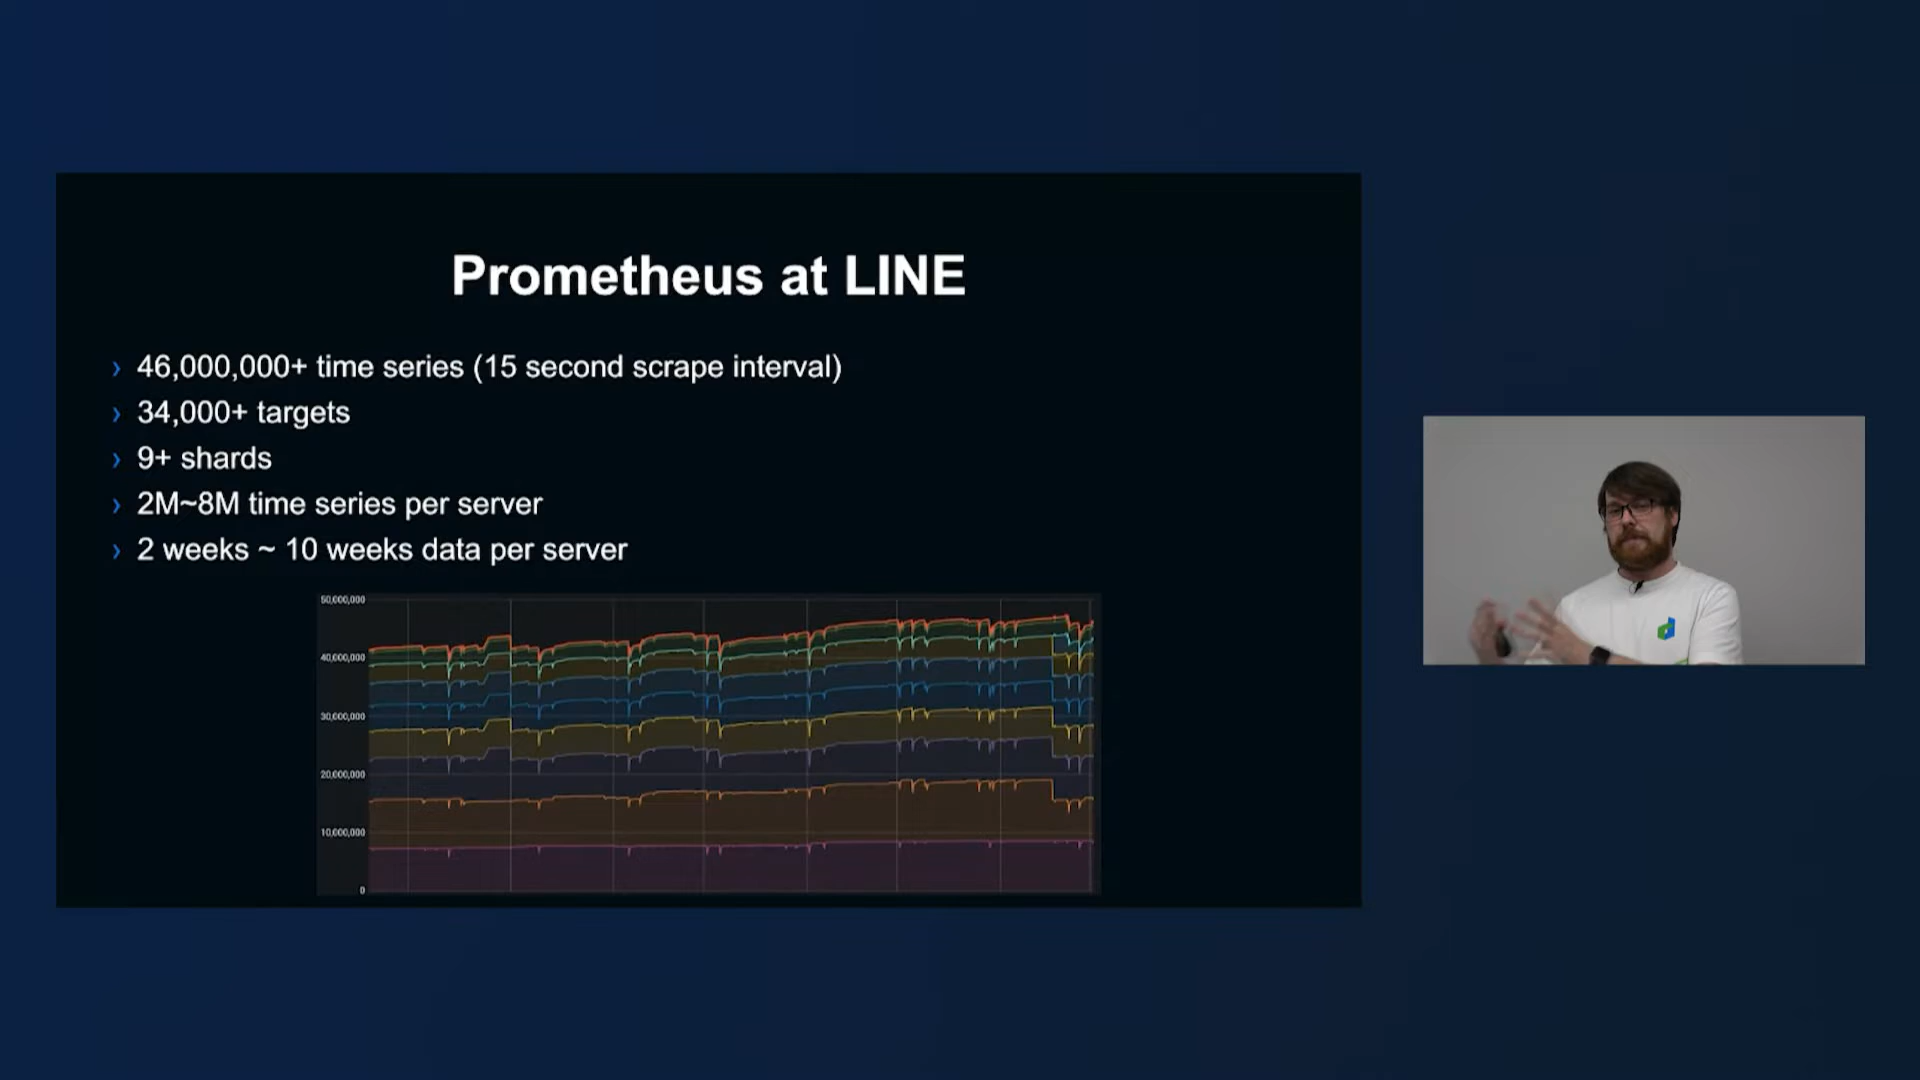 Prometheus at LINE
› 46,000,000+ time series (15 second scrape interval)
› 34,000+ targets
› 9+ shards
› 2M~8M time series per server
› 2 weeks ~ 10 weeks data per server
50,000,000
40,000,000
30,000,000
20,000,000
10,000,000
0